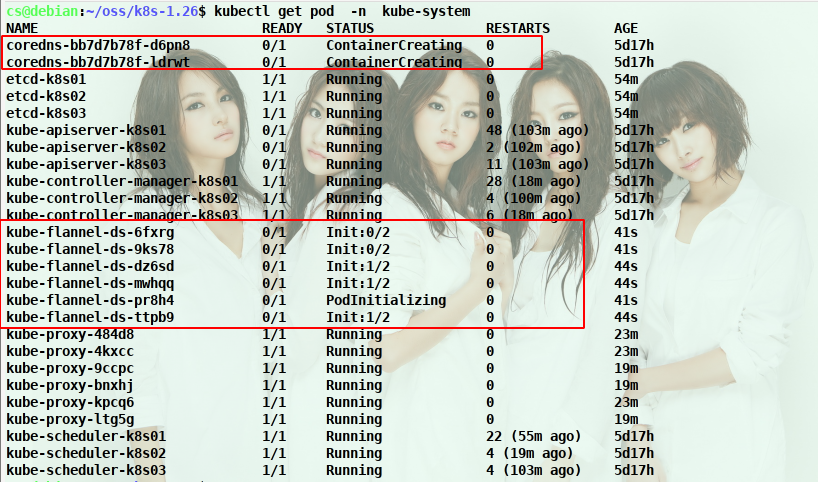 cs@debian:~/oss/k8s-1.26$ kubectl get pod  -n  kube-system
NAME                            READY   STATUS              RESTARTS        AGE
coredns-bb7d7b78f-d6pn8         0/1     ContainerCreating   0               5d17h
coredns-bb7d7b78f-ldrwt         0/1     ContainerCreating   0               5d17h
etcd-k8s01                      1/1     Running             0               54m
etcd-k8s02                      1/1     Running             0               54m
etcd-k8s03                      1/1     Running             0               54m
kube-apiserver-k8s01            0/1     Running             48 (103m ago)   5d17h
kube-apiserver-k8s02            0/1     Running             2 (102m ago)    5d17h
kube-apiserver-k8s03            0/1     Running             11 (103m ago)   5d17h
kube-controller-manager-k8s01   1/1     Running             28 (18m ago)    5d17h
kube-controller-manager-k8s02   1/1     Running             4 (100m ago)    5d17h
kube-controller-manager-k8s03   1/1     Running             6 (18m ago)     5d17h
kube-flannel-ds-6fxrg           0/1     Init:0/2            0               41s
kube-flannel-ds-9ks78           0/1     Init:0/2            0               41s
kube-flannel-ds-dz6sd           0/1     Init:1/2            0               44s
kube-flannel-ds-mwhqq           0/1     Init:1/2            0               44s
kube-flannel-ds-pr8h4           0/1     PodInitializing     0               41s
kube-flannel-ds-ttpb9           0/1     Init:1/2            0               44s
kube-proxy-484d8                1/1     Running             0               23m
kube-proxy-4kxcc                1/1     Running             0               23m
kube-proxy-9ccpc                1/1     Running             0               19m
kube-proxy-bnxhj                1/1     Running             0               19m
kube-proxy-kpcq6                1/1     Running             0               23m
kube-proxy-ltg5g                1/1     Running             0               19m
kube-scheduler-k8s01            1/1     Running             22 (55m ago)    5d17h
kube-scheduler-k8s02            1/1     Running             4 (19m ago)     5d17h
kube-scheduler-k8s03            1/1     Running             4 (103m ago)    5d17h